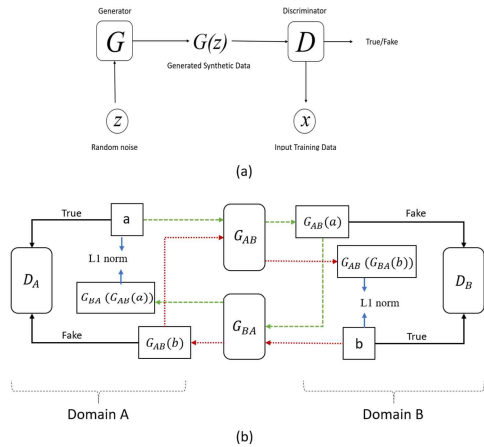 Generator
Discriminator
G
G(z)
D
True/Fake
Generated Synthetic Data
z
x
Random noise
Input Training Data
(a)
True
a
G_AB
G_AB(a)
Fake
L1 norm
G_AB (G_BA(b))
D_A
D_B
G_BA (G_AB(a))
L1 norm
G_BA
Fake
G_AB(b)
b
True
Domain A
Domain B
(b)